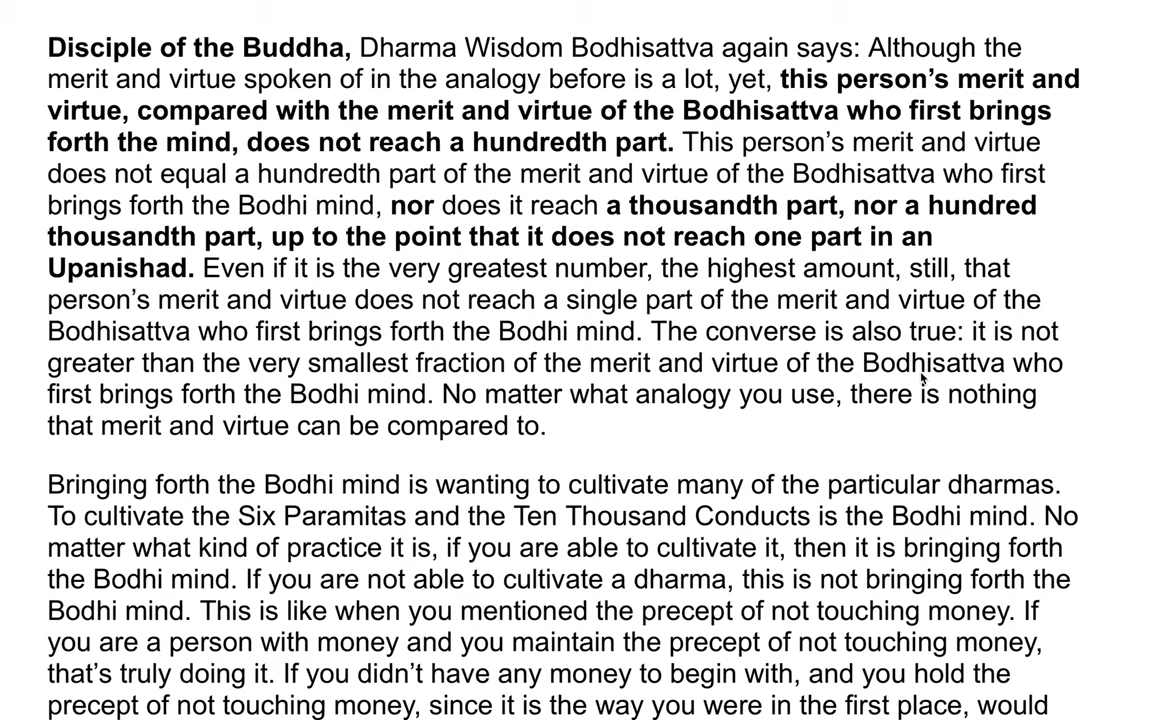 Disciple of the Buddha, Dharma Wisdom Bodhisattva again says: Although the
merit and virtue spoken of in the analogy before is a lot, yet, this person’s merit and
virtue, compared with the merit and virtue of the Bodhisattva who first brings
forth the mind, does not reach a hundredth part. This person’s merit and virtue
does not equal a hundredth part of the merit and virtue of the Bodhisattva who first
brings forth the Bodhi mind, nor does it reach a thousandth part, nor a hundred
thousandth part, up to the point that it does not reach one part in an
Upanishad. Even if it is the very greatest number, the highest amount, still, that
person’s merit and virtue does not reach a single part of the merit and virtue of the
Bodhisattva who first brings forth the Bodhi mind. The converse is also true: it is not
greater than the very smallest fraction of the merit and virtue of the Bodhisattva who
first brings forth the Bodhi mind. No matter what analogy you use, there is nothing
that merit and virtue can be compared to.
Bringing forth the Bodhi mind is wanting to cultivate many of the particular dharmas.
To cultivate the Six Paramitas and the Ten Thousand Conducts is the Bodhi mind. No
matter what kind of practice it is, if you are able to cultivate it, then it is bringing forth
the Bodhi mind. If you are not able to cultivate a dharma, this is not bringing forth the
Bodhi mind. This is like when you mentioned the precept of not touching money. If
you are a person with money and you maintain the precept of not touching money,
that’s truly doing it. If you didn’t have any money to begin with, and you hold the
precept of not touching money, since it is the way you were in the first place, would